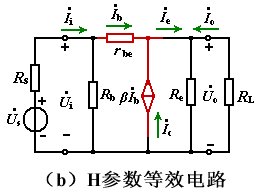 İi İb İe İo
+ rbe +
Rs U̇i Rb βİb Re U̇o RL
+
U̇s
− − İc −
（b）H参数等效电路